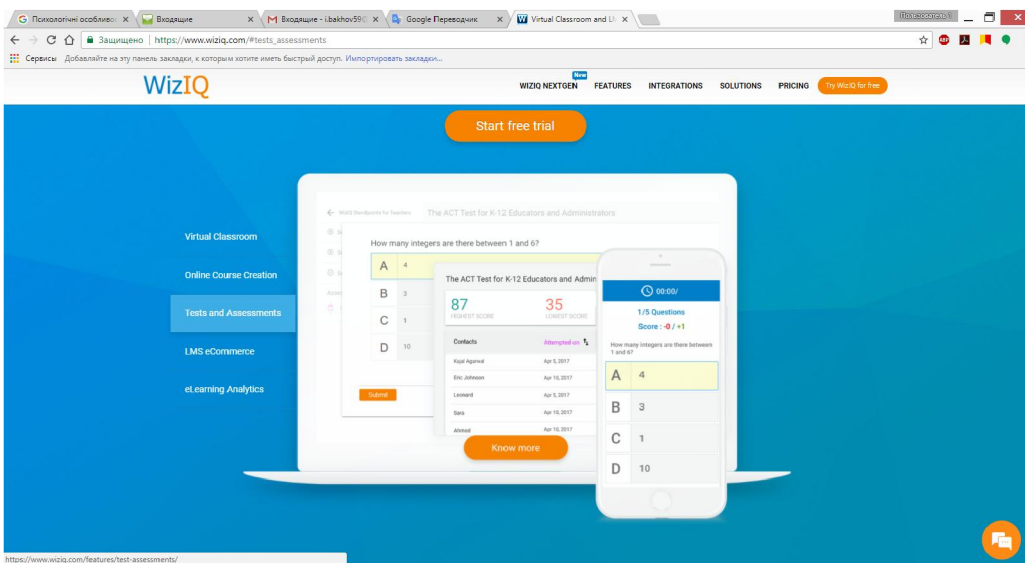 Психологічні особливо
Входящие
Входящие - i.bakhov59@
Google Переводчик
Virtual Classroom and L
Защищено | https://www.wiziq.com/#tests_assessments
Сервисы Добавляйте на эту панель закладки, к которым хотите иметь быстрый доступ. Импортировать закладки...
WizIQ
New
WIZIQ NEXTGEN FEATURES INTEGRATIONS SOLUTIONS PRICING Try WizIQ for free
Start free trial
Virtual Classroom
Online Course Creation
Tests and Assessments
LMS eCommerce
eLearning Analytics
The ACT Test for K-12 Educators and Administrators
How many integers are there between 1 and 6?
A 4
B 3
C 1
D 10
Submit
The ACT Test for K-12 Educators and Admin
87 35
HIGHEST SCORE LOWEST SCORE
Contacts Attempted on
Kajal Agarwal Apr 5, 2017
Eric Johnson Apr 10, 2017
Leonard Apr 5, 2017
Sara Apr 10, 2017
Ahmed Apr 10, 2017
Know more
00:00/
1/5 Questions
Score : -0 / +1
How many integers are there between
1 and 6?
A 4
B 3
C 1
D 10
https://www.wiziq.com/features/test-assessments/